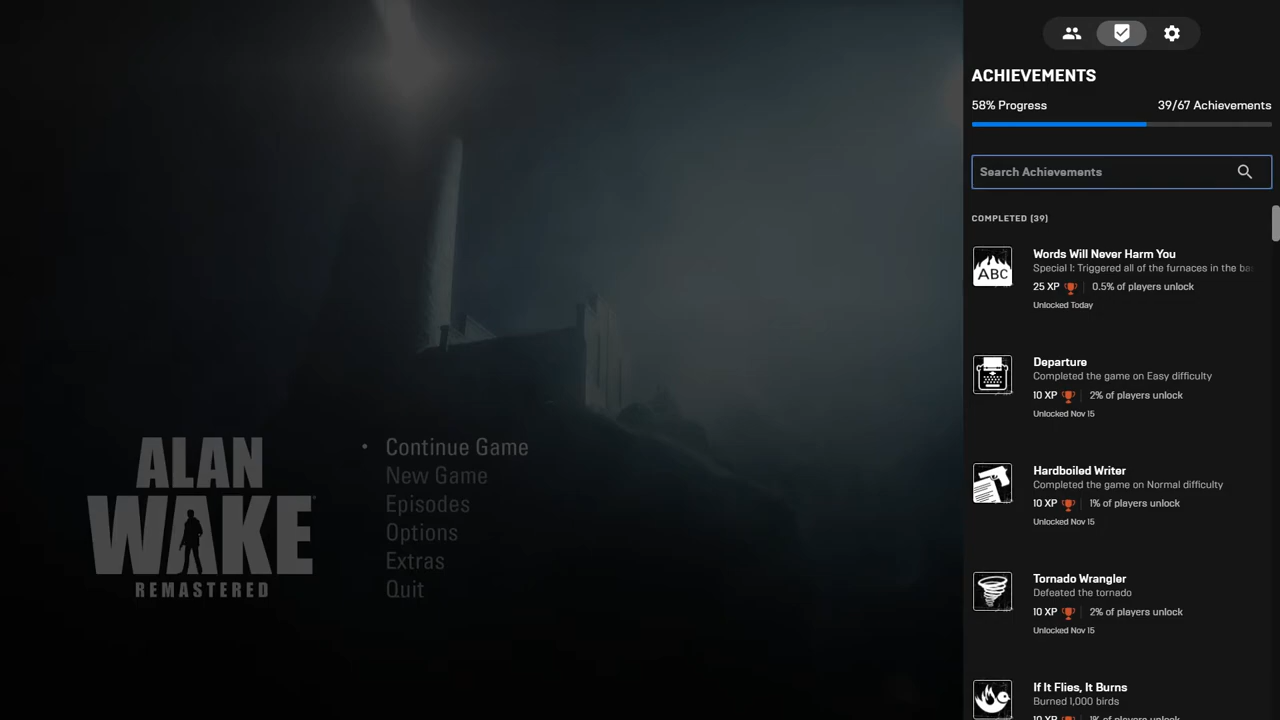 ACHIEVEMENTS
58% Progress
39/67 Achievements
Search Achievements
COMPLETED (39)
ABC
Words Will Never Harm You
Special I: Triggered all of the furnaces in the
25 XP
0.5% of players unlock
Unlocked Today
Departure
Completed the game on Easy difficulty
10 XP
2% of players unlock
Unlocked Nov 15
Hardboiled Writer
Completed the game on Normal difficulty
10 XP
1% of players unlock
Unlocked Nov 15
Tornado Wrangler
Defeated the tornado
10 XP
2% of players unlock
Unlocked Nov 15
If It Flies, It Burns
Burned 1,000 birds
10 XP
1% of players unlock
ALAN
WAKE
REMASTERED
Continue Game
New Game
Episodes
Options
Extras
Quit